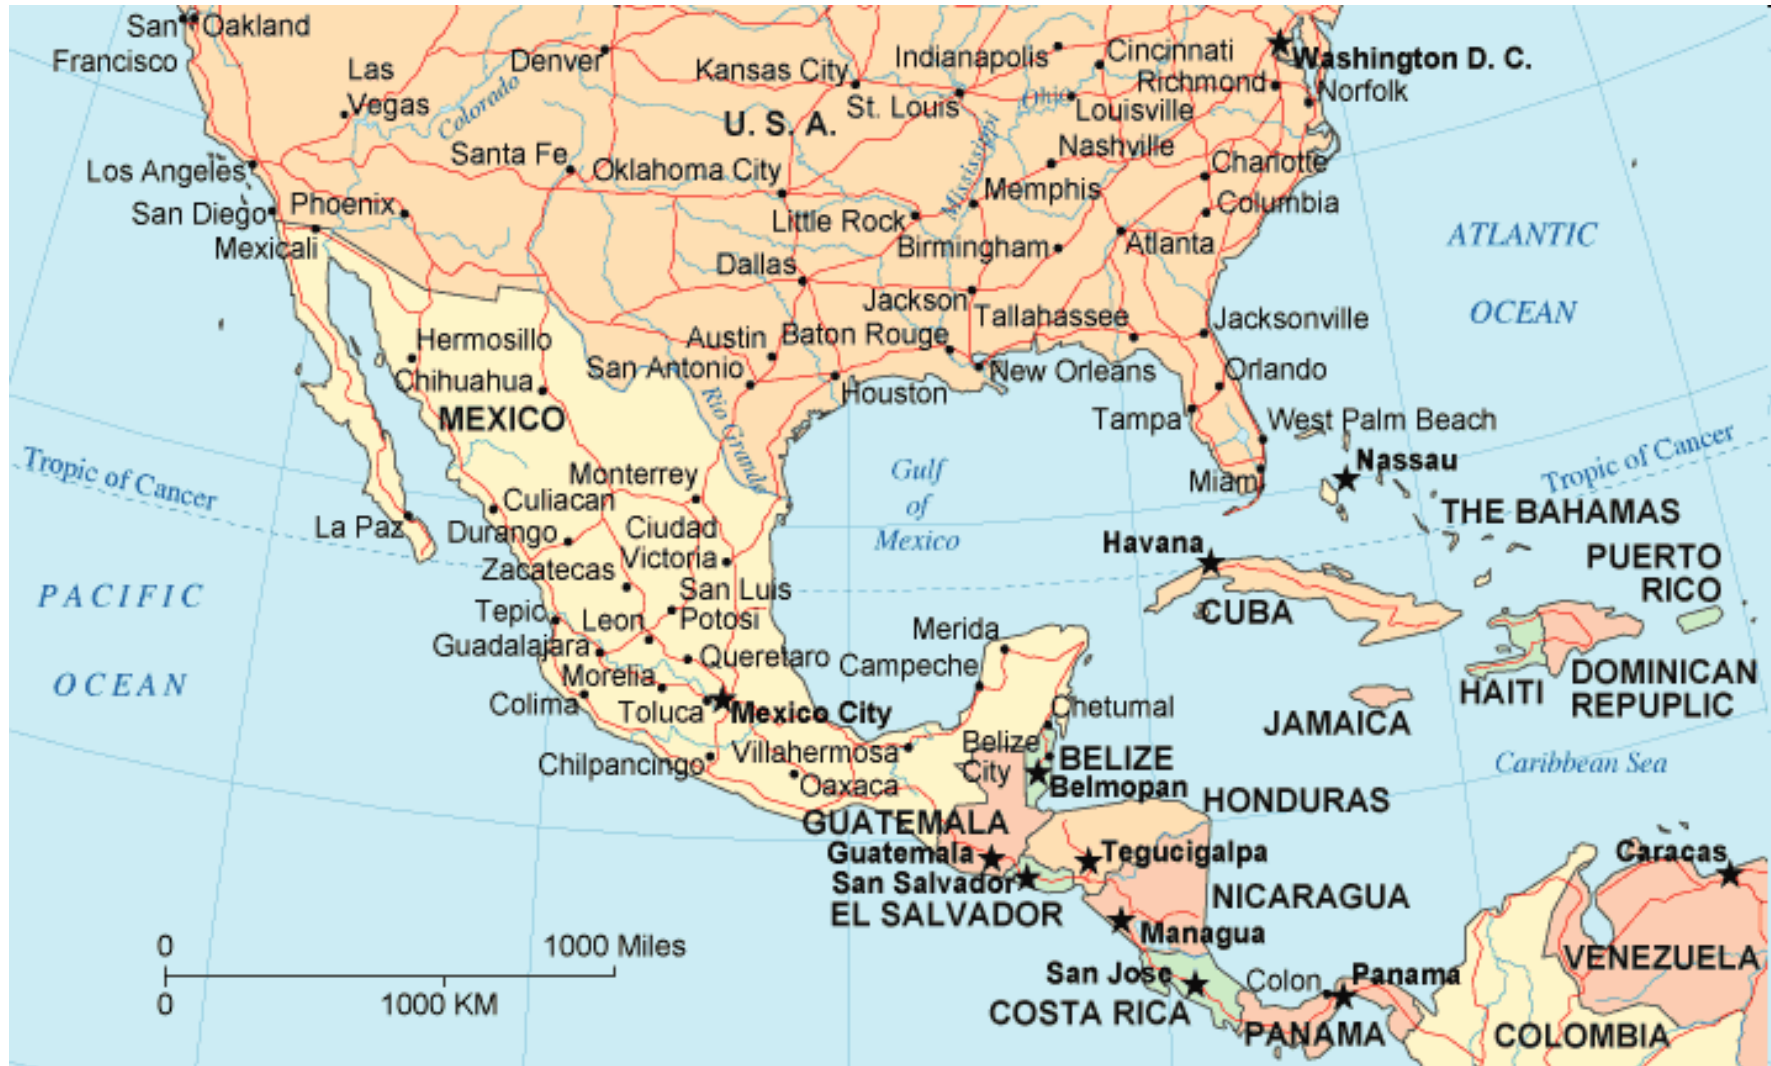 San
Oakland
Francisco
Las
Vegas
Denver
Colorado
Kansas City
Indianapolis
Cincinnati
Washington D. C.
Richmond
Norfolk
St. Louis
Ohio
Louisville
U. S. A.
Mississippi
Nashville
Los Angeles
Santa Fe
Oklahoma City
Charlotte
Memphis
San Diego
Phoenix
Columbia
Little Rock
Mexicali
Birmingham
Atlanta
ATLANTIC
OCEAN
Dallas
Jackson
Tallahassee
Jacksonville
Hermosillo
Austin
Baton Rouge
San Antonio
New Orleans
Orlando
Chihuahua
Houston
MEXICO
Rio Grande
Tampa
West Palm Beach
Tropic of Cancer
Monterrey
Gulf
of
Mexico
Miami
Nassau
Tropic of Cancer
THE BAHAMAS
La Paz
Culiacan
Durango
Ciudad
Victoria
Havana
PUERTO
RICO
Zacatecas
San Luis
Potosi
PACIFIC
OCEAN
Tepic
Leon
CUBA
Guadalajara
Queretaro
Merida
Campeche
Morelia
HAITI
DOMINICAN
REPUPLIC
Colima
Toluca
Mexico City
Chetumal
JAMAICA
Chilpancingo
Villahermosa
Belize
City
BELIZE
Belmopan
Caribbean Sea
Oaxaca
HONDURAS
GUATEMALA
Guatemala
Tegucigalpa
Caracas
San Salvador
EL SALVADOR
NICARAGUA
Managua
0
1000 Miles
0
1000 KM
San Jose
COSTA RICA
Colon
Panama
PANAMA
VENEZUELA
COLOMBIA